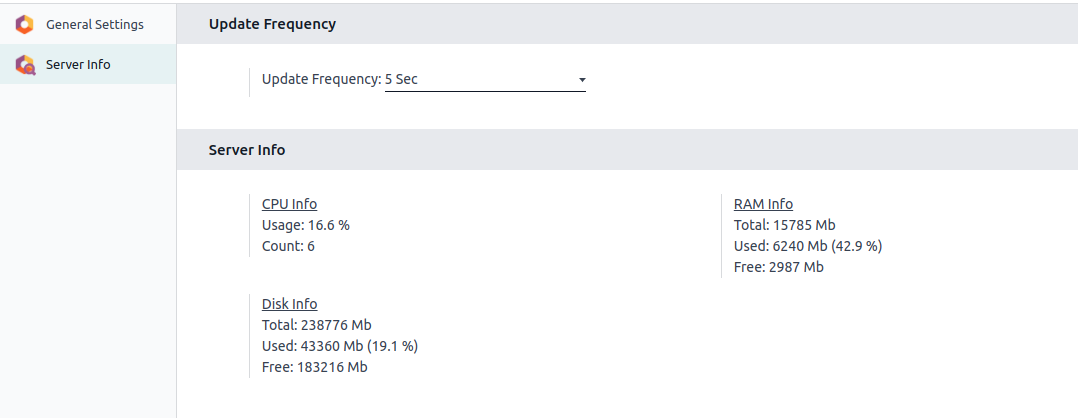 General Settings
Server Info
Update Frequency
Update Frequency: 5 Sec
Server Info
CPU Info
Usage: 16.6 %
Count: 6
RAM Info
Total: 15785 Mb
Used: 6240 Mb (42.9 %)
Free: 2987 Mb
Disk Info
Total: 238776 Mb
Used: 43360 Mb (19.1 %)
Free: 183216 Mb